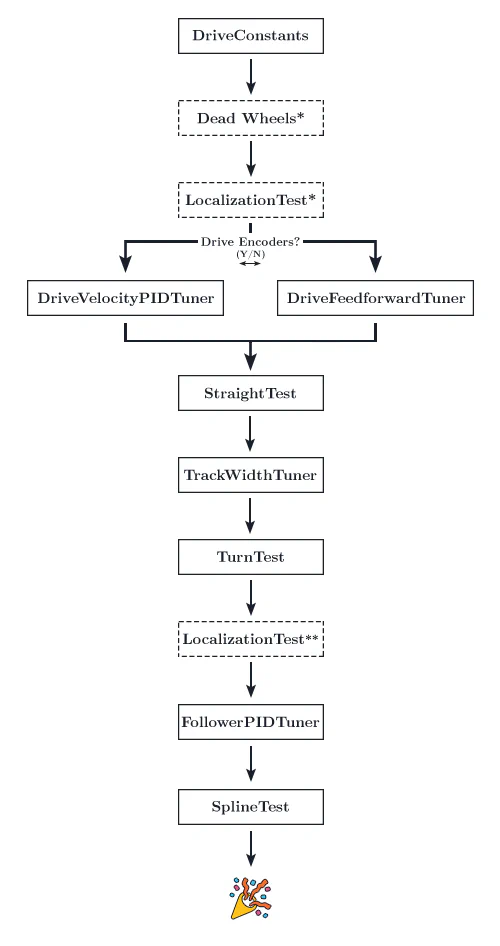 DriveConstants
Dead Wheels*
LocalizationTest*
Drive Encoders?
(Y/N)
DriveVelocityPIDTuner
DriveFeedforwardTuner
StraightTest
TrackWidthTuner
TurnTest
LocalizationTest**
FollowerPIDTuner
SplineTest